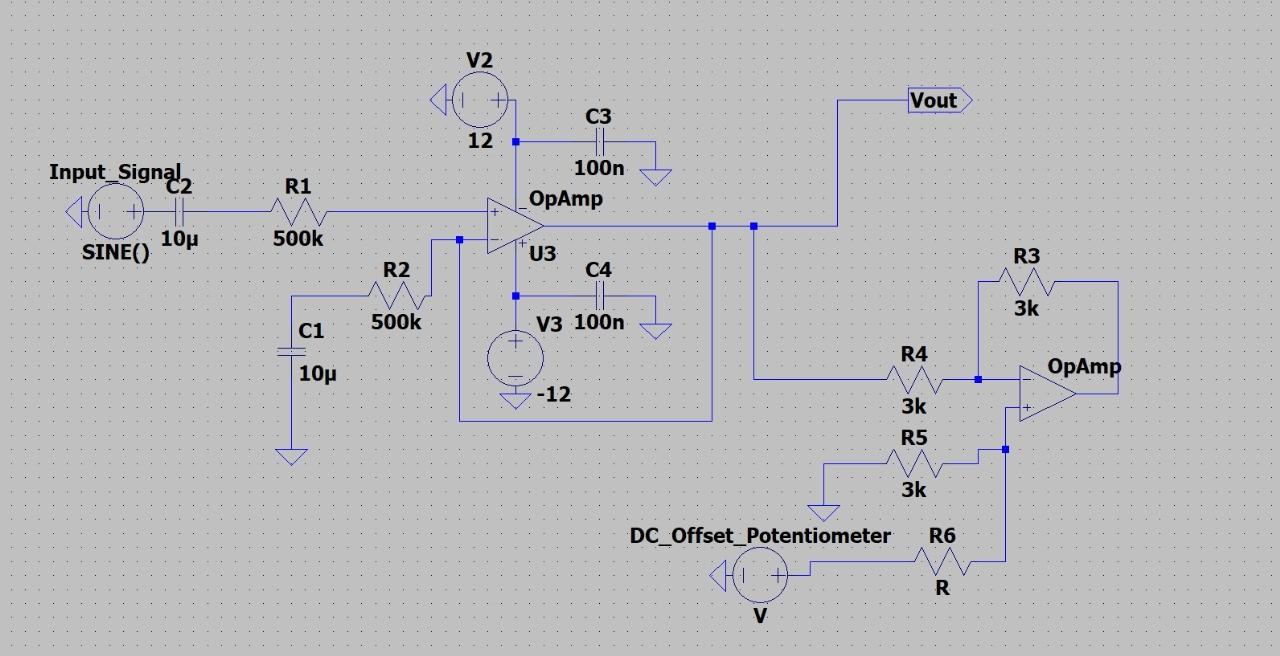 V2
12
C3
100n
Vout
Input_Signal
C2
10µ
SINE()
R1
500k
+
-
-
+
OpAmp
U3
R2
500k
C1
10µ
C4
100n
V3
-12
R3
3k
R4
3k
OpAmp
-
+
R5
3k
DC_Offset_Potentiometer
V
R6
R